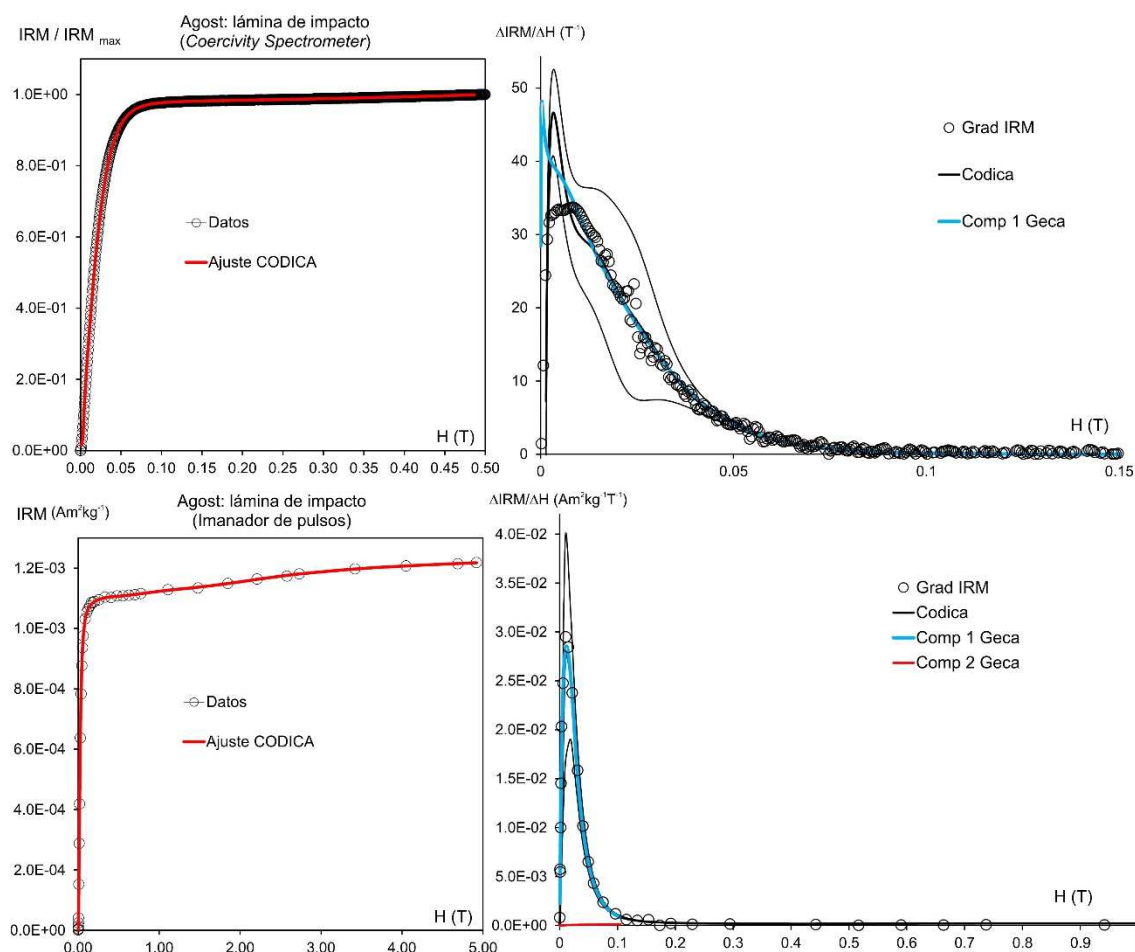 Agost: lámina de impacto
(Coercivity Spectrometer)
IRM / IRM max
1.0E+00
8.0E-01
6.0E-01
4.0E-01
2.0E-01
0.0E+00
Datos
Ajuste CODICA
H (T)
0.00 0.05 0.10 0.15 0.20 0.25 0.30 0.35 0.40 0.45 0.50
ΔIRM/ΔH (T⁻¹)
50
40
30
20
10
0
Grad IRM
Codica
Comp 1 Geca
H (T)
0 0.05 0.1 0.15
Agost: lámina de impacto
(Imanador de pulsos)
IRM (Am²kg⁻¹)
1.2E-03
1.0E-03
8.0E-04
6.0E-04
4.0E-04
2.0E-04
0.0E+00
Datos
Ajuste CODICA
H (T)
0.00 1.00 2.00 3.00 4.00 5.00
ΔIRM/ΔH (Am²kg⁻¹T⁻¹)
4.0E-02
3.5E-02
3.0E-02
2.5E-02
2.0E-02
1.5E-02
1.0E-02
5.0E-03
0.0E+00
Grad IRM
Codica
Comp 1 Geca
Comp 2 Geca
H (T)
0 0.1 0.2 0.3 0.4 0.5 0.6 0.7 0.8 0.9